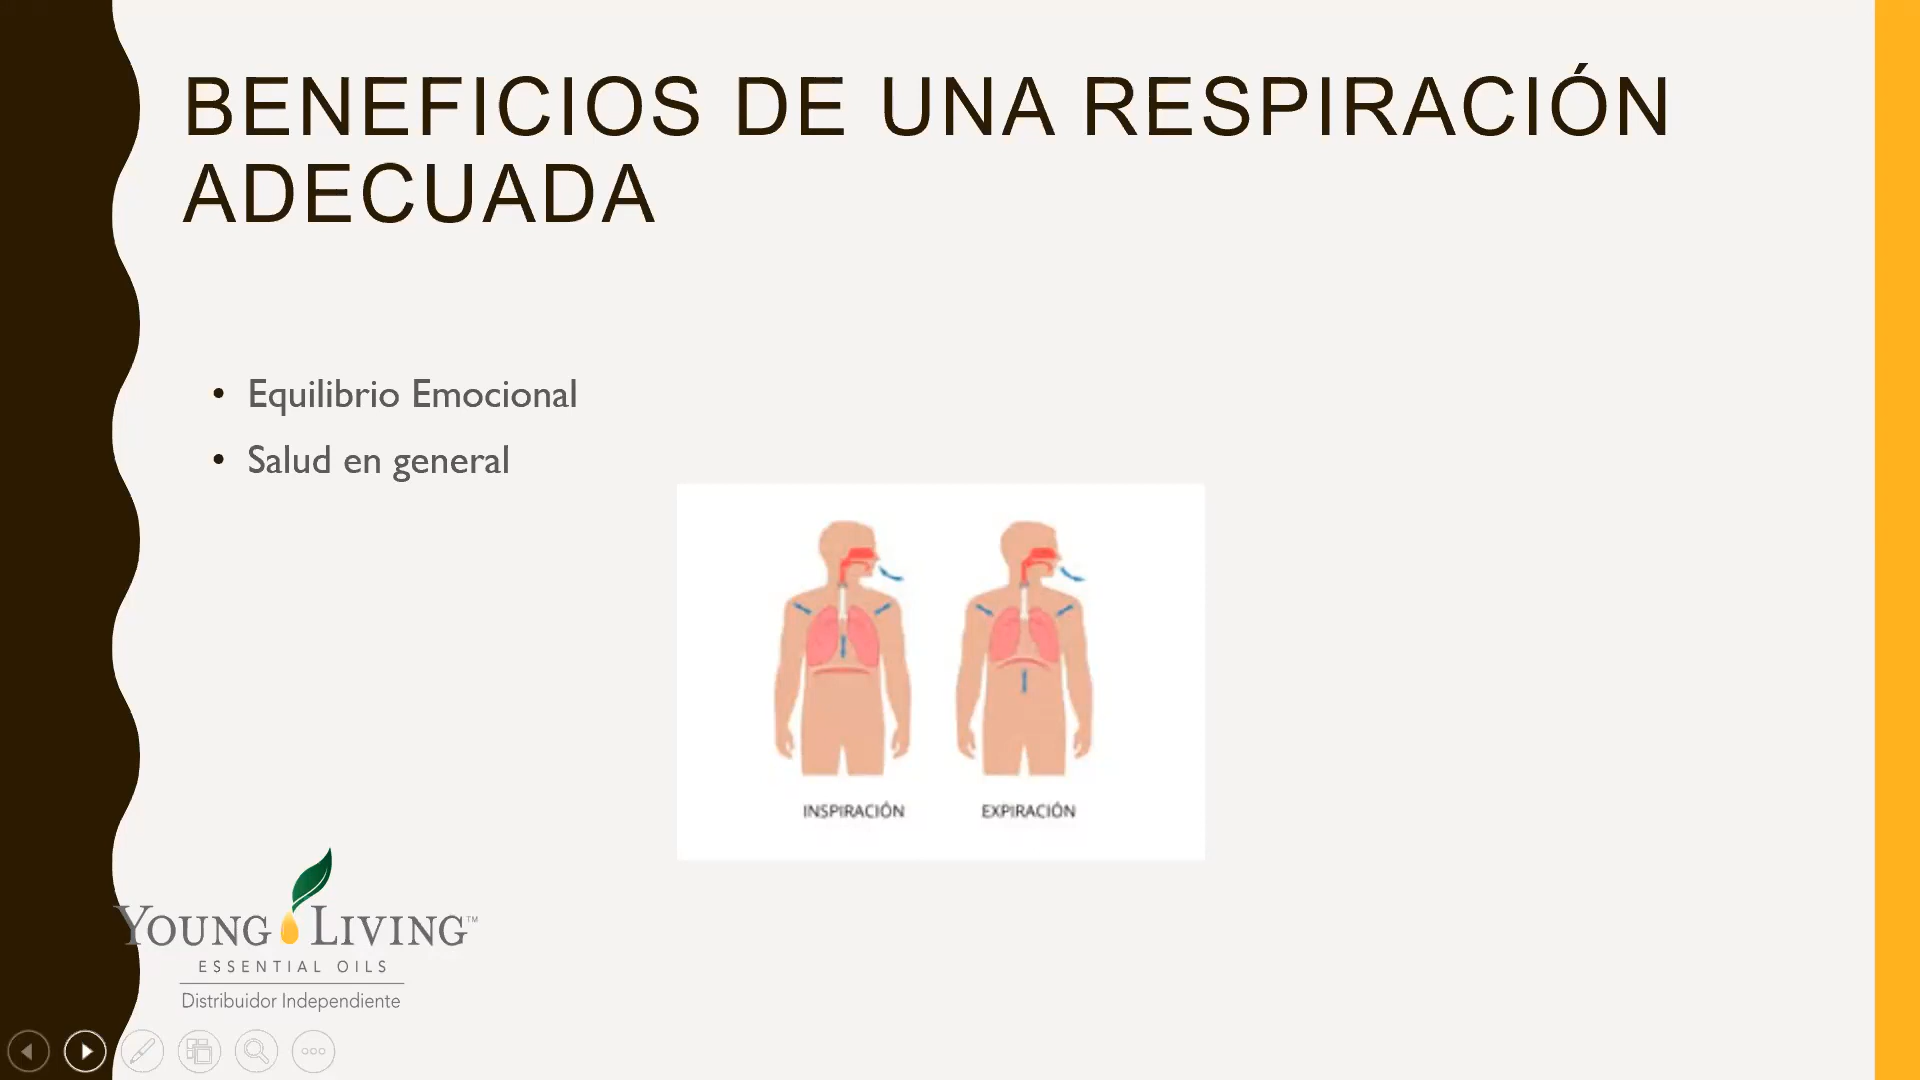 BENEFICIOS DE UNA RESPIRACIÓN
ADECUADA
• Equilibrio Emocional
• Salud en general
INSPIRACIÓN EXPIRACIÓN
YOUNG LIVING™
ESSENTIAL OILS
Distribuidor Independiente